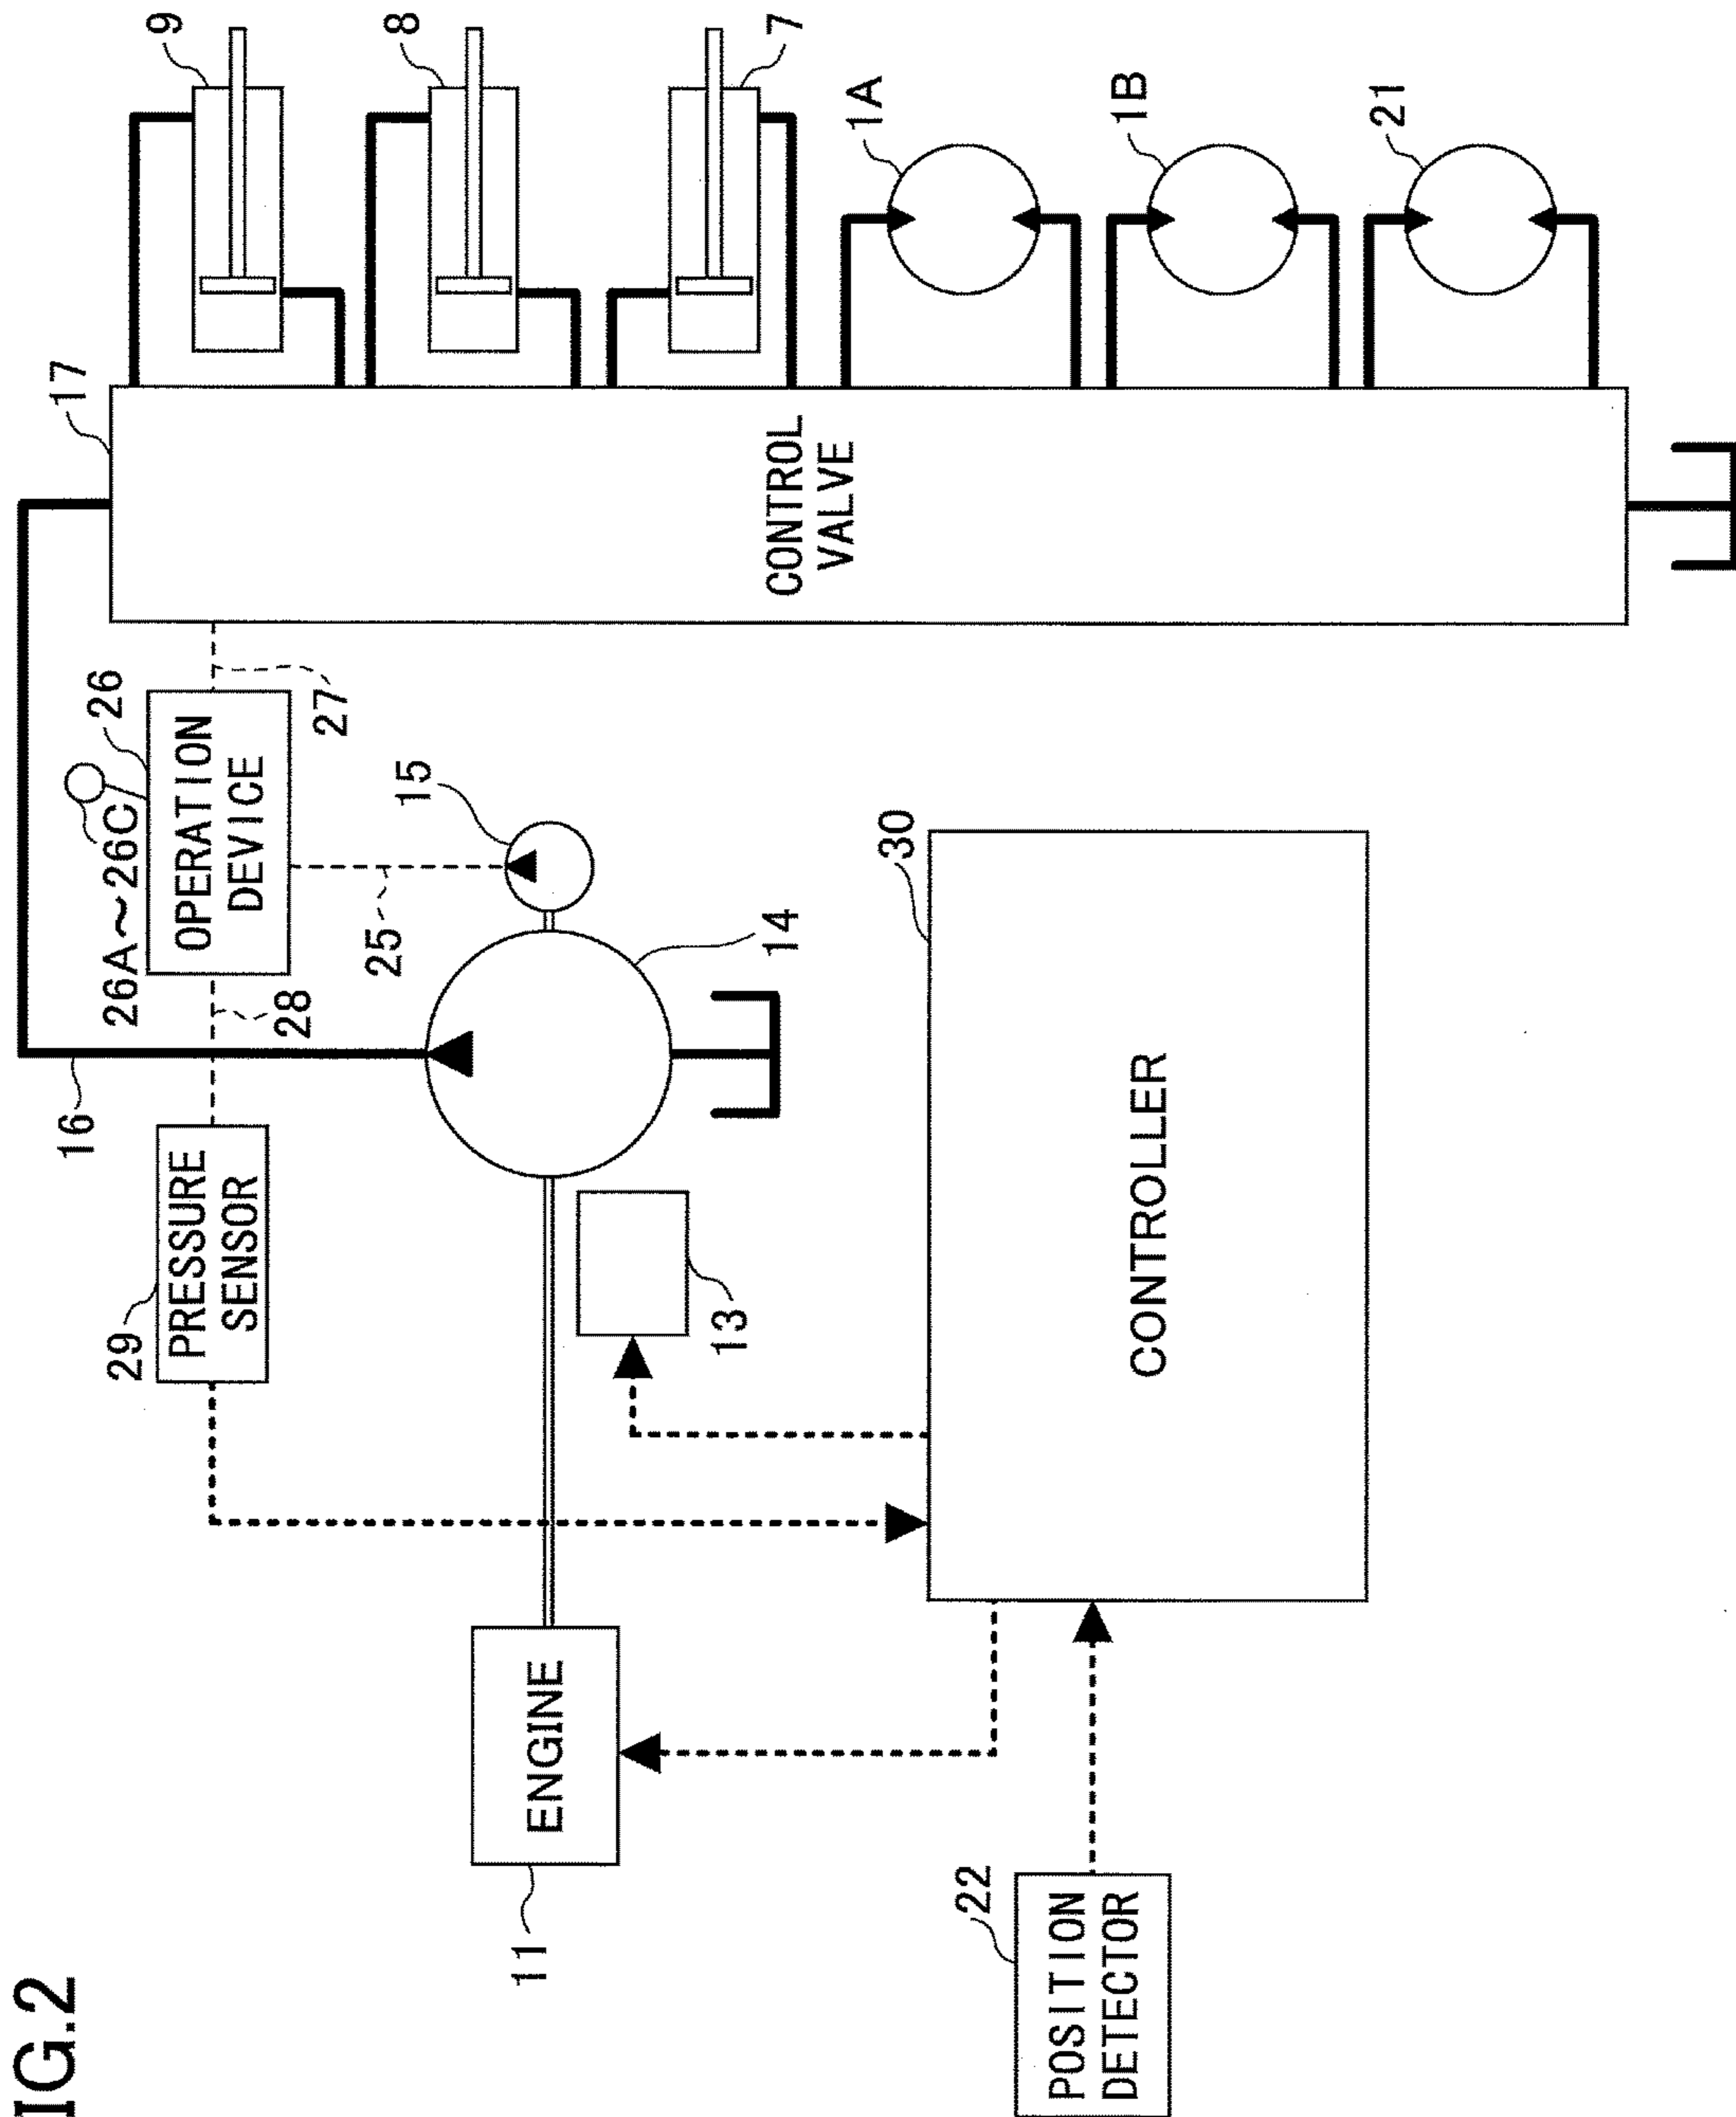 IG.2
11
ENGINE
22
POSITION
DETECTOR
29
PRESSURE
SENSOR
16
28
26A～26C
26
OPERATION
DEVICE
27
25
15
14
13
30
CONTROLLER
17
CONTROL
VALVE
9
8
7
1A
1B
21